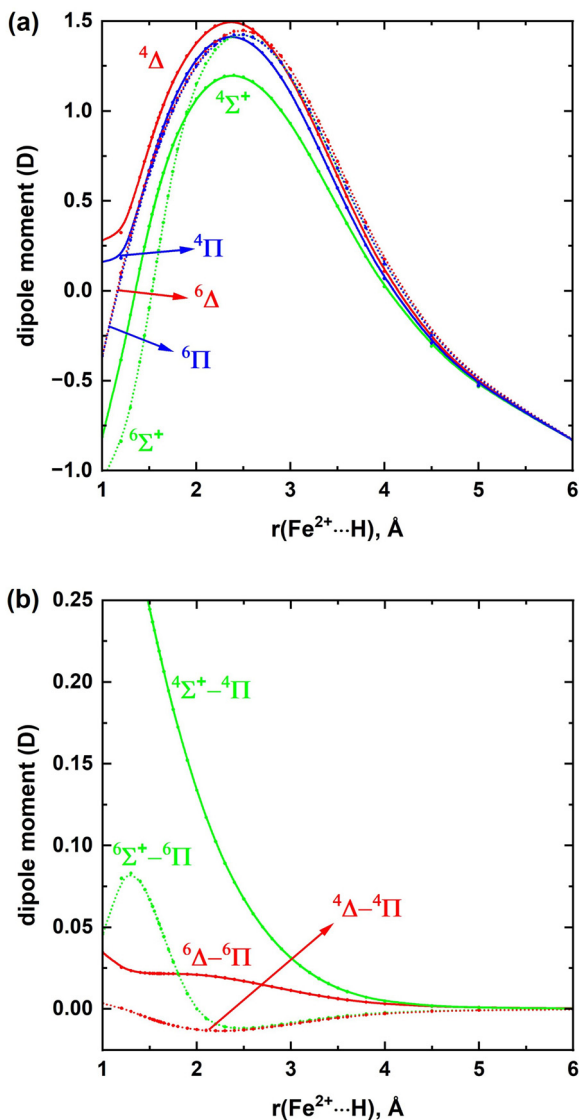 (a)
1.5
1.0
0.5
0.0
−0.5
−1.0
dipole moment (D)
⁴Δ
⁴Σ⁺
⁴Π
⁶Δ
⁶Π
⁶Σ⁺
1 2 3 4 5 6
r(Fe²⁺···H), Å
(b)
0.25
0.20
0.15
0.10
0.05
0.00
dipole moment (D)
⁴Σ⁺–⁴Π
⁶Σ⁺–⁶Π
⁴Δ–⁴Π
⁶Δ–⁶Π
1 2 3 4 5 6
r(Fe²⁺···H), Å